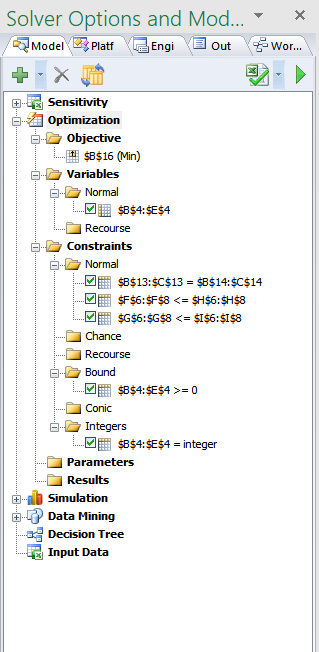 Solver Options and Mod...
Model Platf Engi Out Wor...
Sensitivity
Optimization
Objective
$B$16 (Min)
Variables
Normal
$B$4:$E$4
Recourse
Constraints
Normal
$B$13:$C$13 = $B$14:$C$14
$F$6:$F$8 <= $H$6:$H$8
$G$6:$G$8 <= $I$6:$I$8
Chance
Recourse
Bound
$B$4:$E$4 >= 0
Conic
Integers
$B$4:$E$4 = integer
Parameters
Results
Simulation
Data Mining
Decision Tree
Input Data